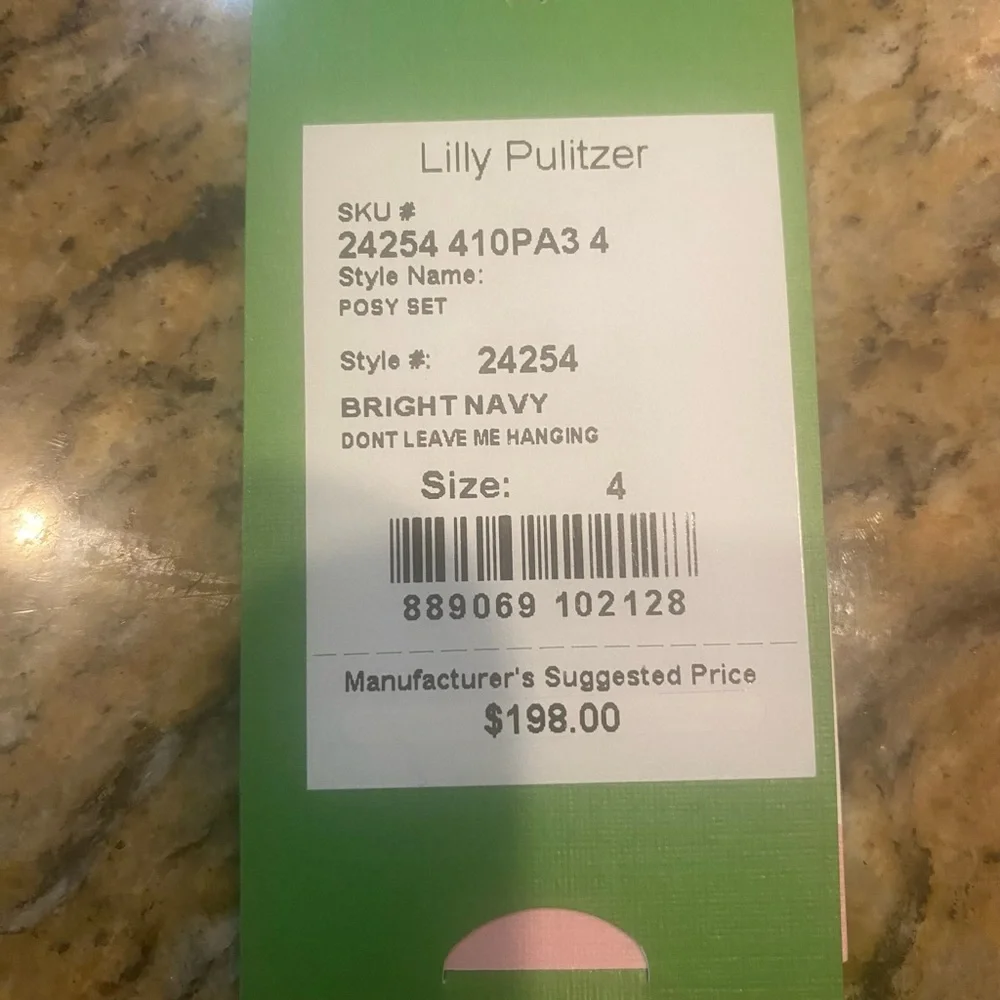 Lilly Pulitzer
SKU #
24254 410PA3 4
Style Name:
POSY SET
Style #: 24254
BRIGHT NAVY
DONT LEAVE ME HANGING
Size: 4
889069 102128
Manufacturer's Suggested Price
$198.00